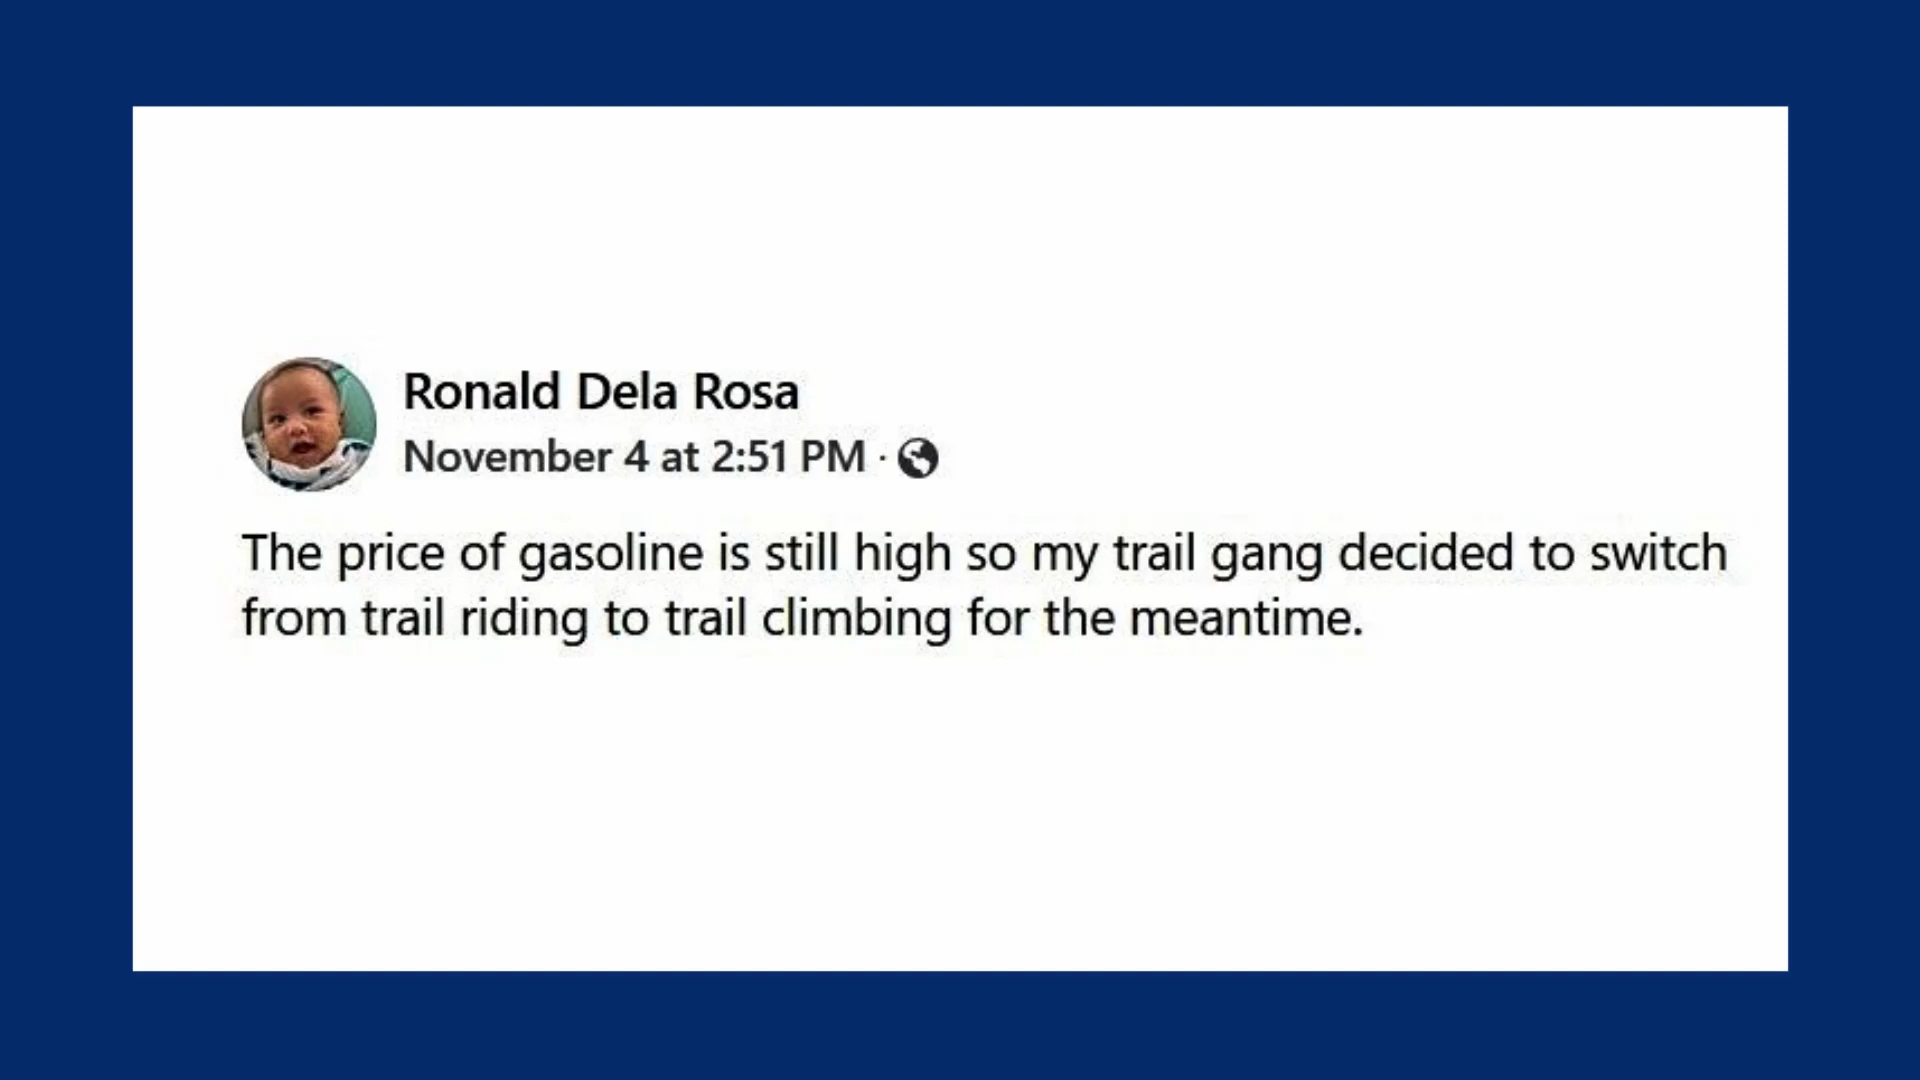 Ronald Dela Rosa
November 4 at 2:51 PM ·
The price of gasoline is still high so my trail gang decided to switch
from trail riding to trail climbing for the meantime.